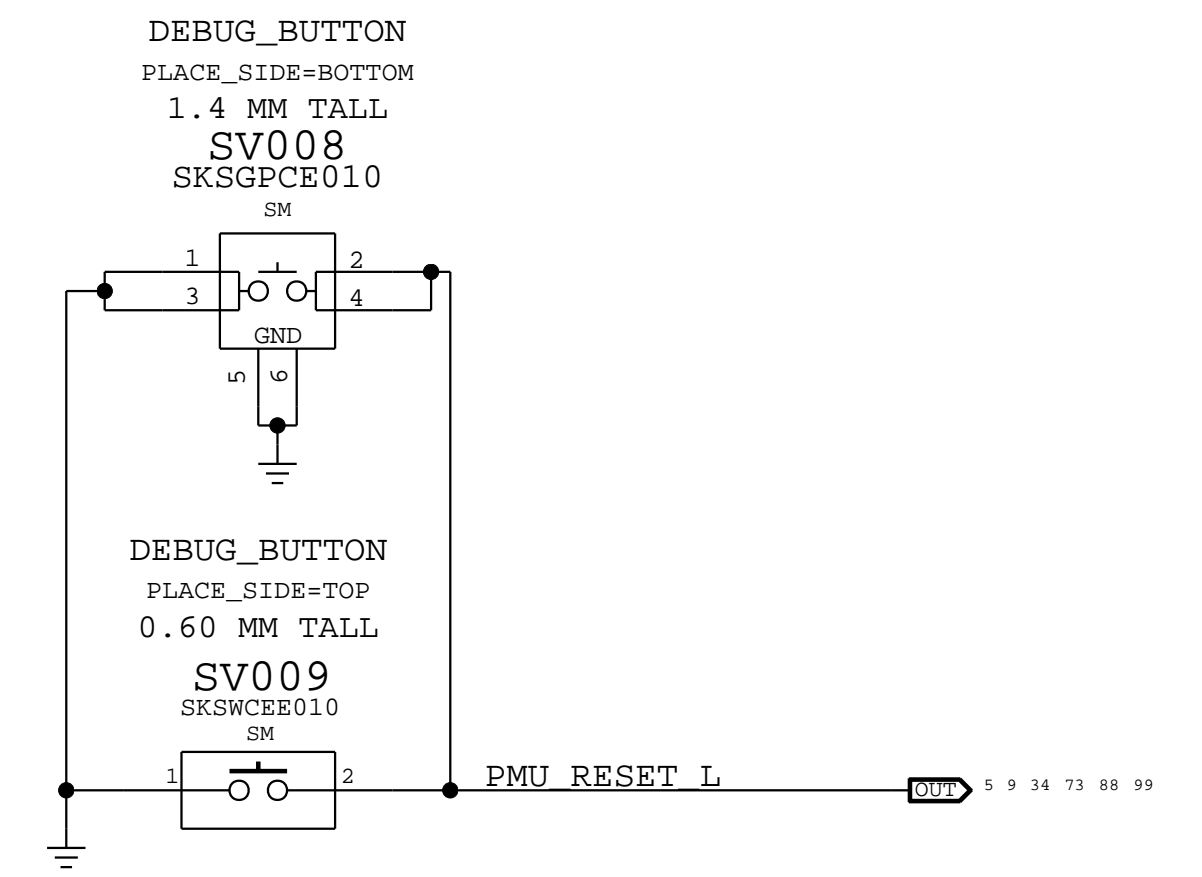 DEBUG_BUTTON
PLACE_SIDE=BOTTOM
1.4 MM TALL
SV008
SKSGPCE010
SM
1 2
3 4
GND
5 6
DEBUG_BUTTON
PLACE_SIDE=TOP
0.60 MM TALL
SV009
SKSWCEE010
SM
1 2 PMU_RESET_L OUT 5 9 34 73 88 99